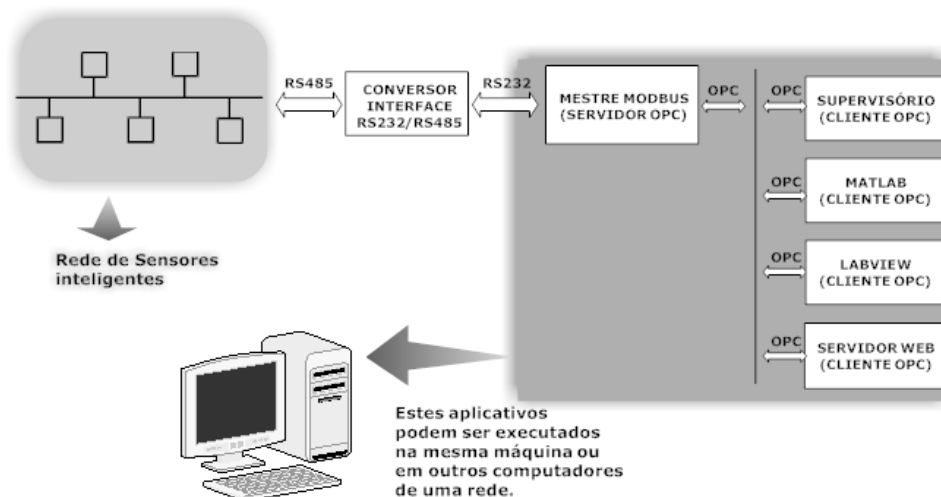 RS485
CONVERSOR
INTERFACE
RS232/RS485
RS232
MESTRE MODBUS
(SERVIDOR OPC)
OPC
OPC
SUPERVISÓRIO
(CLIENTE OPC)
OPC
MATLAB
(CLIENTE OPC)
OPC
LABVIEW
(CLIENTE OPC)
OPC
SERVIDOR WEB
(CLIENTE OPC)
Rede de Sensores
inteligentes
Estes aplicativos
podem ser executados
na mesma máquina ou
em outros computadores
de uma rede.